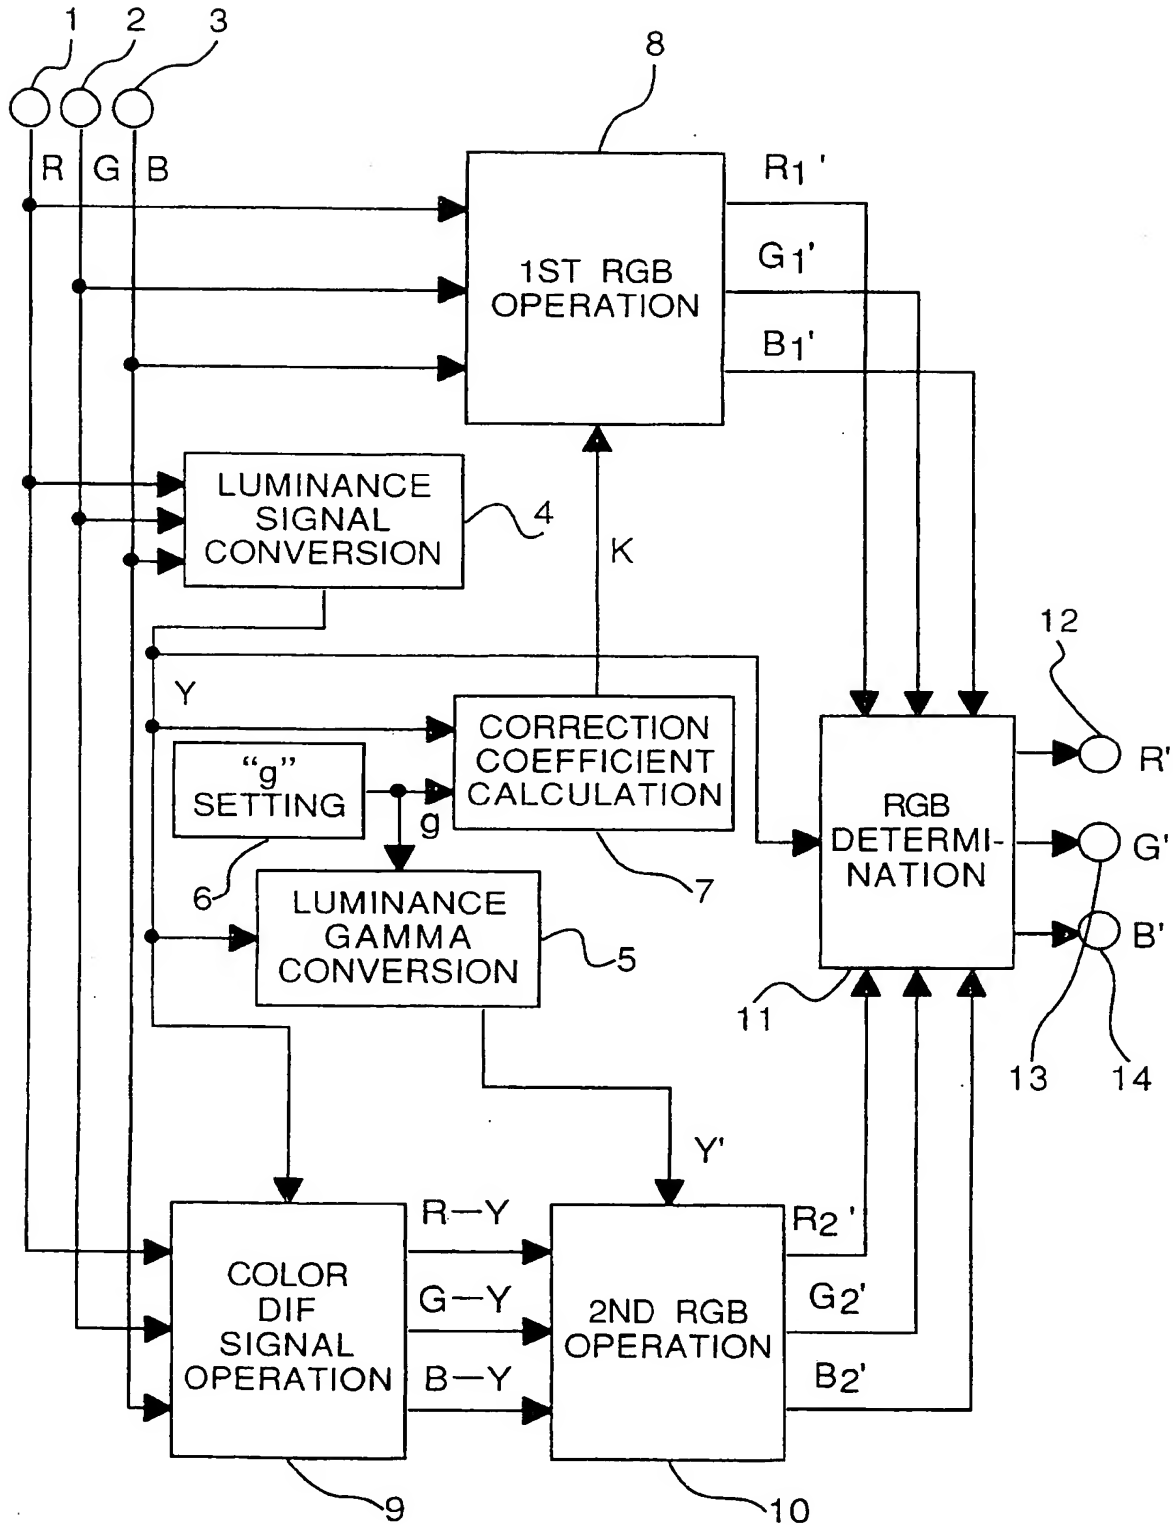 1 2 3
8
R G B
R1'
G1'
B1'
1ST RGB
OPERATION
LUMINANCE
SIGNAL
CONVERSION
4
K
12
Y
CORRECTION
COEFFICIENT
CALCULATION
"g"
SETTING
g
6
7
R'
RGB
DETERMI-
NATION
G'
B'
LUMINANCE
GAMMA
CONVERSION
5
11
13
14
Y'
R—Y
G—Y
B—Y
R2'
G2'
B2'
COLOR
DIF
SIGNAL
OPERATION
2ND RGB
OPERATION
9
10